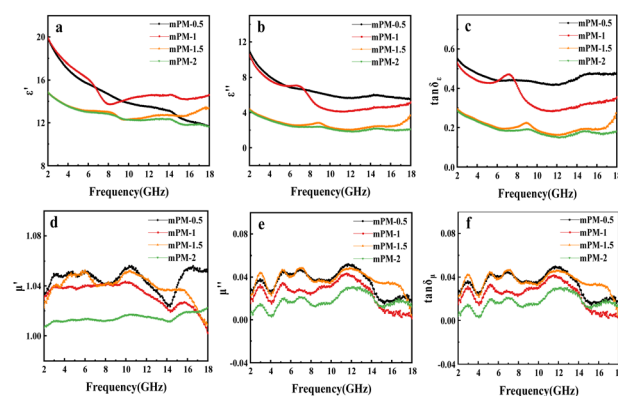 a
mPM-0.5
mPM-1
mPM-1.5
mPM-2
ε'
20
16
12
8
2 4 6 8 10 12 14 16 18
Frequency(GHz)
b
mPM-0.5
mPM-1
mPM-1.5
mPM-2
ε''
12
8
4
0
2 4 6 8 10 12 14 16 18
Frequency(GHz)
c
mPM-0.5
mPM-1
mPM-1.5
mPM-2
tanδε
0.6
0.4
0.2
0.0
2 4 6 8 10 12 14 16 18
Frequency(GHz)
d
mPM-0.5
mPM-1
mPM-1.5
mPM-2
μ'
1.08
1.04
1.00
2 4 6 8 10 12 14 16 18
Frequency(GHz)
e
mPM-0.5
mPM-1
mPM-1.5
mPM-2
μ''
0.08
0.04
0.00
-0.04
2 4 6 8 10 12 14 16 18
Frequency(GHz)
f
mPM-0.5
mPM-1
mPM-1.5
mPM-2
tanδμ
0.08
0.04
0.00
-0.04
2 4 6 8 10 12 14 16 18
Frequency(GHz)